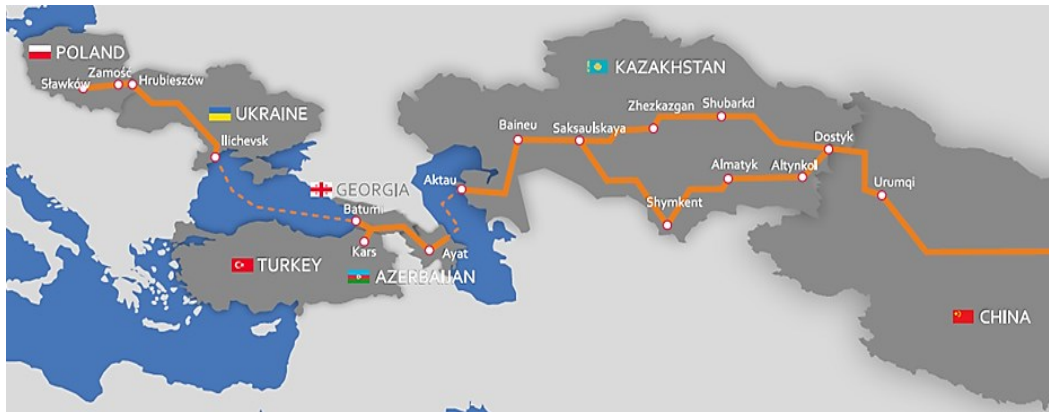 POLAND
Sławków
Zamość
Hrubieszów
UKRAINE
Ilichevsk
GEORGIA
Batumi
Kars
TURKEY
AZERBAIJAN
Ayat
Aktau
Baineu
Saksaulskaya
Zhezkazgan
Shubarkd
KAZAKHSTAN
Dostyk
Almatyk
Altynkol
Shymkent
Urumqi
CHINA